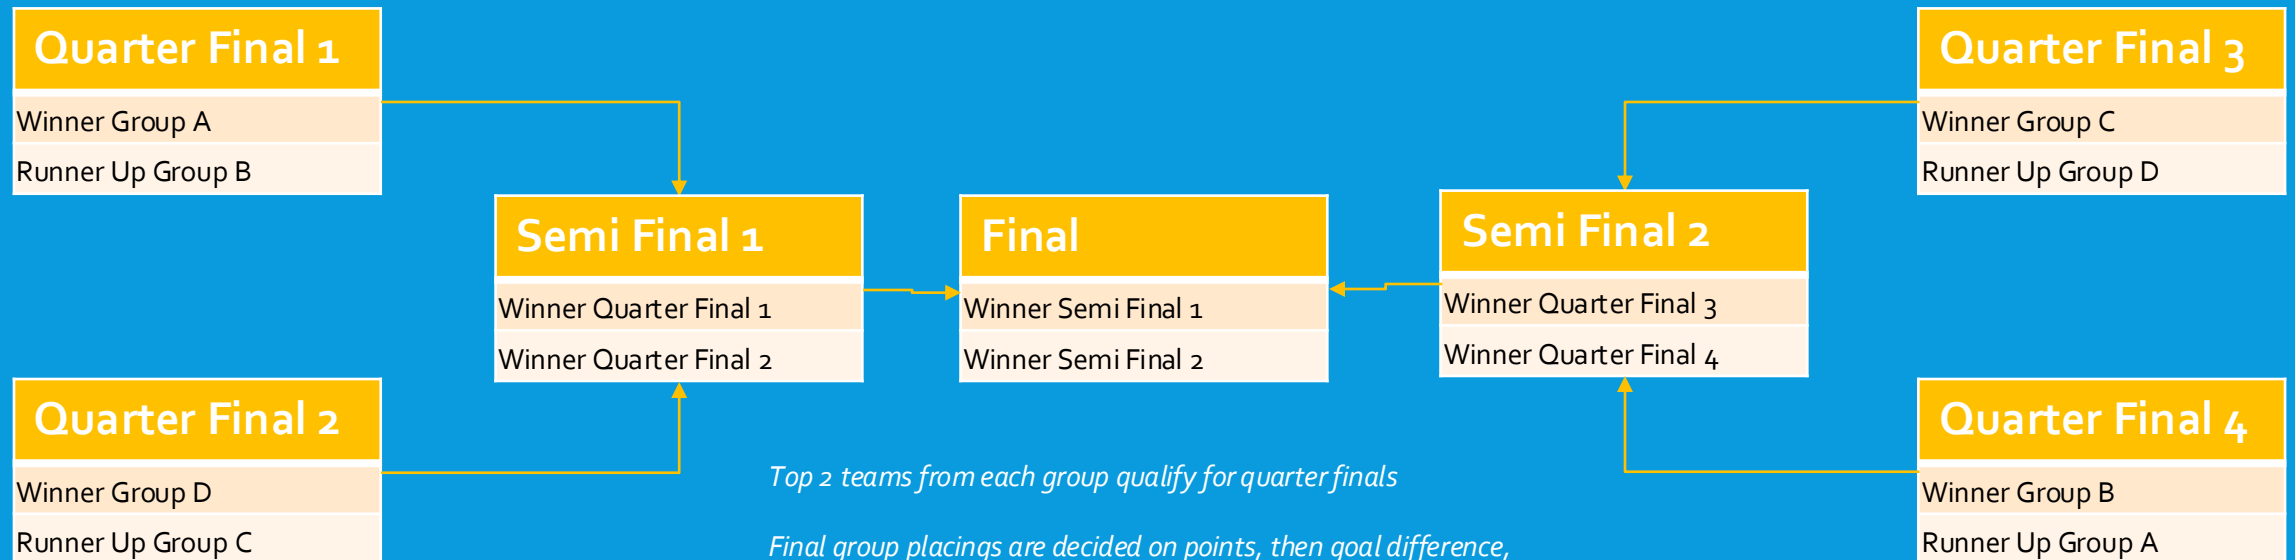 Quarter Final 1
Winner Group A
Runner Up Group B
Quarter Final 2
Winner Group D
Runner Up Group C
Semi Final 1
Winner Quarter Final 1
Winner Quarter Final 2
Final
Winner Semi Final 1
Winner Semi Final 2
Semi Final 2
Winner Quarter Final 3
Winner Quarter Final 4
Quarter Final 3
Winner Group C
Runner Up Group D
Quarter Final 4
Winner Group B
Runner Up Group A
Top 2 teams from each group qualify for quarter finals
Final group placings are decided on points, then goal difference,